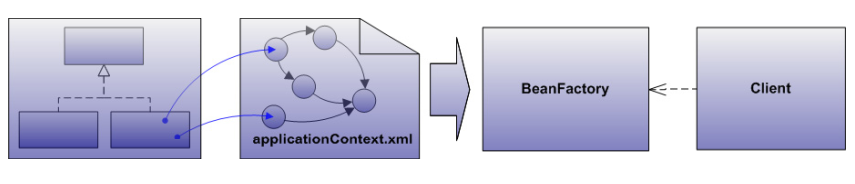 applicationContext.xml
BeanFactory
Client